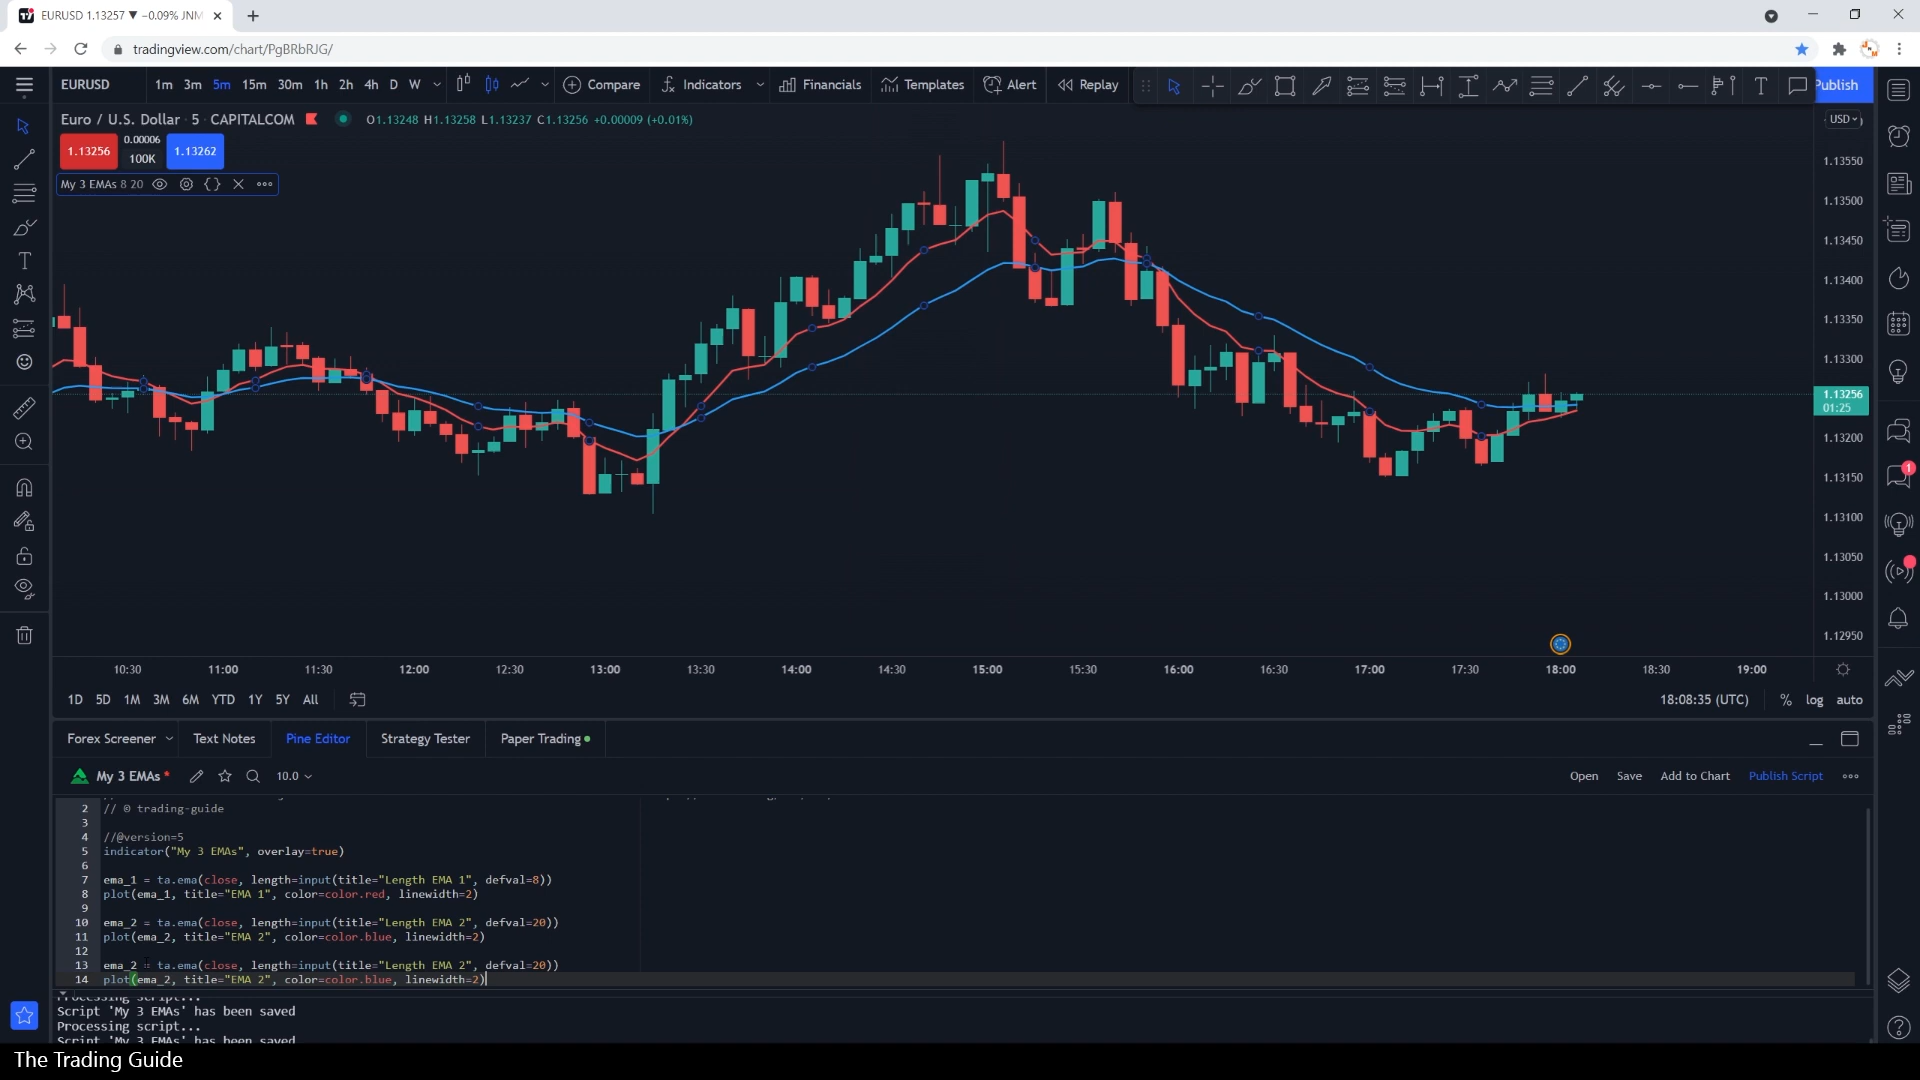 EURUSD 1.13257 ▼ −0.09% JNM
tradingview.com/chart/PgBRbRJG/
EURUSD 1m 3m 5m 15m 30m 1h 2h 4h D W Compare Indicators Financials Templates Alert Replay Publish
Euro / U.S. Dollar · 5 · CAPITALCOM O1.13248 H1.13258 L1.13237 C1.13256 +0.00009 (+0.01%)
USD
1.13256 0.00006 100K 1.13262
My 3 EMAs 8 20
1.13550
1.13500
1.13450
1.13400
1.13350
1.13300
1.13256
01:25
1.13200
1.13150
1.13100
1.13050
1.13000
1.12950
1
10:30 11:00 11:30 12:00 12:30 13:00 13:30 14:00 14:30 15:00 15:30 16:00 16:30 17:00 17:30 18:00 18:30 19:00
1D 5D 1M 3M 6M YTD 1Y 5Y All 18:08:35 (UTC) % log auto
Forex Screener Text Notes Pine Editor Strategy Tester Paper Trading
My 3 EMAs * 10.0 Open Save Add to Chart Publish Script
2 // © trading-guide
3
4 //@version=5
5 indicator("My 3 EMAs", overlay=true)
6
7 ema_1 = ta.ema(close, length=input(title="Length EMA 1", defval=8))
8 plot(ema_1, title="EMA 1", color=color.red, linewidth=2)
9
10 ema_2 = ta.ema(close, length=input(title="Length EMA 2", defval=20))
11 plot(ema_2, title="EMA 2", color=color.blue, linewidth=2)
12
13 ema_2 = ta.ema(close, length=input(title="Length EMA 2", defval=20))
14 plot(ema_2, title="EMA 2", color=color.blue, linewidth=2)
Processing script...
Script 'My 3 EMAs' has been saved
Processing script...
Script 'My 3 EMAs' has been saved
The Trading Guide